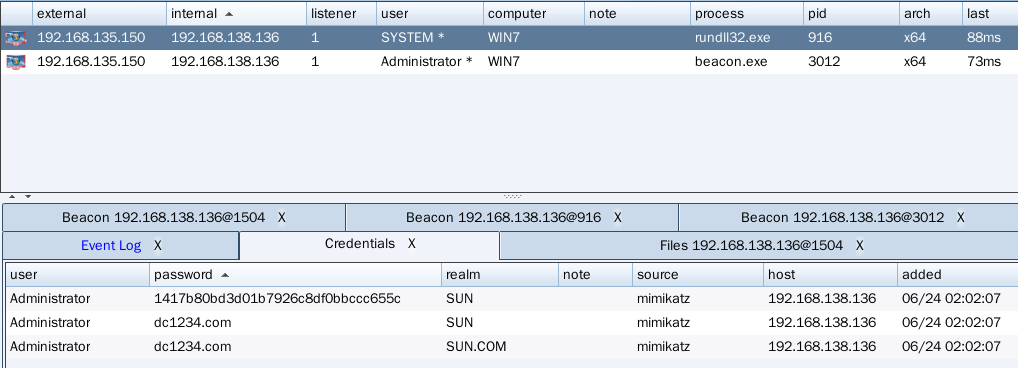 external internal listener user computer note process pid arch last
192.168.135.150 192.168.138.136 1 SYSTEM * WIN7 rundll32.exe 916 x64 88ms
192.168.135.150 192.168.138.136 1 Administrator * WIN7 beacon.exe 3012 x64 73ms
Beacon 192.168.138.136@1504 X Beacon 192.168.138.136@916 X Beacon 192.168.138.136@3012 X
Event Log X Credentials X Files 192.168.138.136@1504 X
user password realm note source host added
Administrator 1417b80bd3d01b7926c8df0bbccc655c SUN mimikatz 192.168.138.136 06/24 02:02:07
Administrator dc1234.com SUN mimikatz 192.168.138.136 06/24 02:02:07
Administrator dc1234.com SUN.COM mimikatz 192.168.138.136 06/24 02:02:07